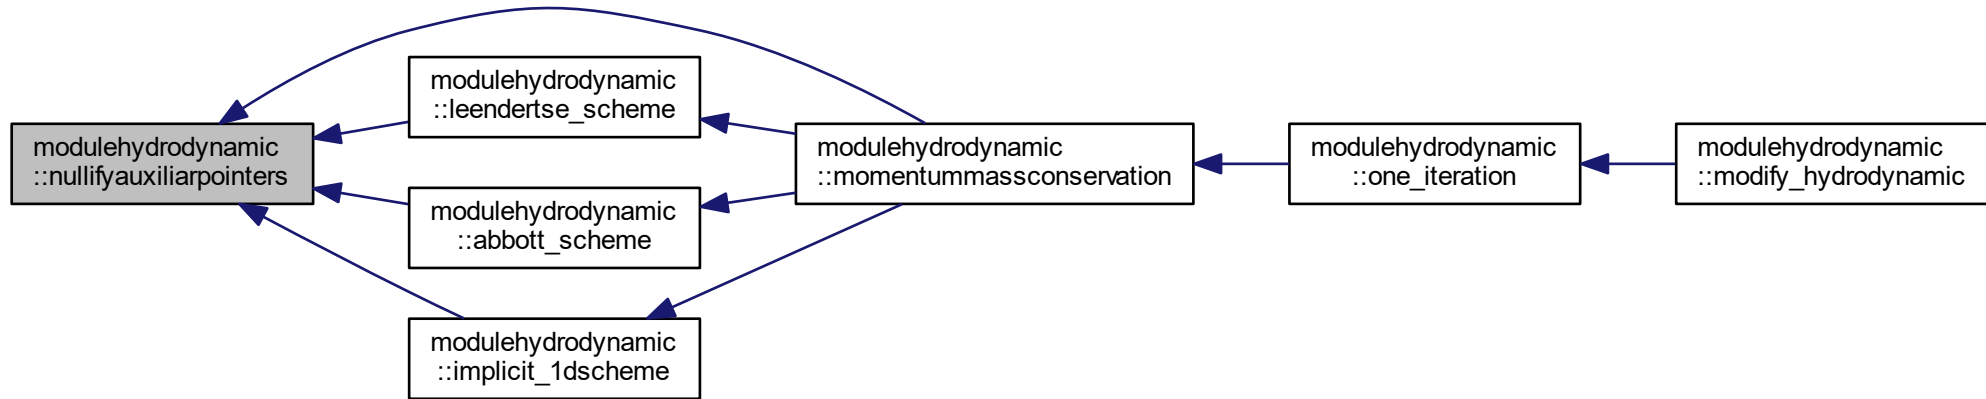 modulehydrodynamic
::nullifyauxiliarpointers
modulehydrodynamic
::leendertse_scheme
modulehydrodynamic
::abbott_scheme
modulehydrodynamic
::implicit_1dscheme
modulehydrodynamic
::momentummassconservation
modulehydrodynamic
::one_iteration
modulehydrodynamic
::modify_hydrodynamic